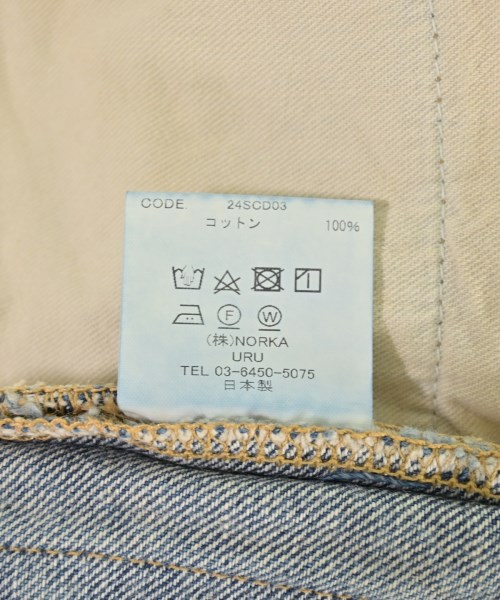 CODE 24SCD03
コットン 100%
F W
(株)NORKA
URU
TEL 03-6450-5075
日本製